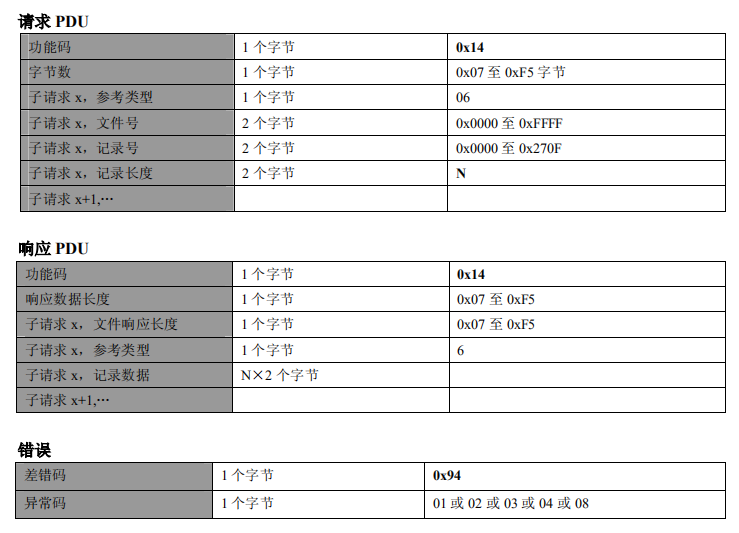 请求 PDU
功能码 1 个字节 0x14
字节数 1 个字节 0x07 至 0xF5 字节
子请求 x，参考类型 1 个字节 06
子请求 x，文件号 2 个字节 0x0000 至 0xFFFF
子请求 x，记录号 2 个字节 0x0000 至 0x270F
子请求 x，记录长度 2 个字节 N
子请求 x+1,…
响应 PDU
功能码 1 个字节 0x14
响应数据长度 1 个字节 0x07 至 0xF5
子请求 x，文件响应长度 1 个字节 0x07 至 0xF5
子请求 x，参考类型 1 个字节 6
子请求 x，记录数据 N×2 个字节
子请求 x+1,…
错误
差错码 1 个字节 0x94
异常码 1 个字节 01 或 02 或 03 或 04 或 08